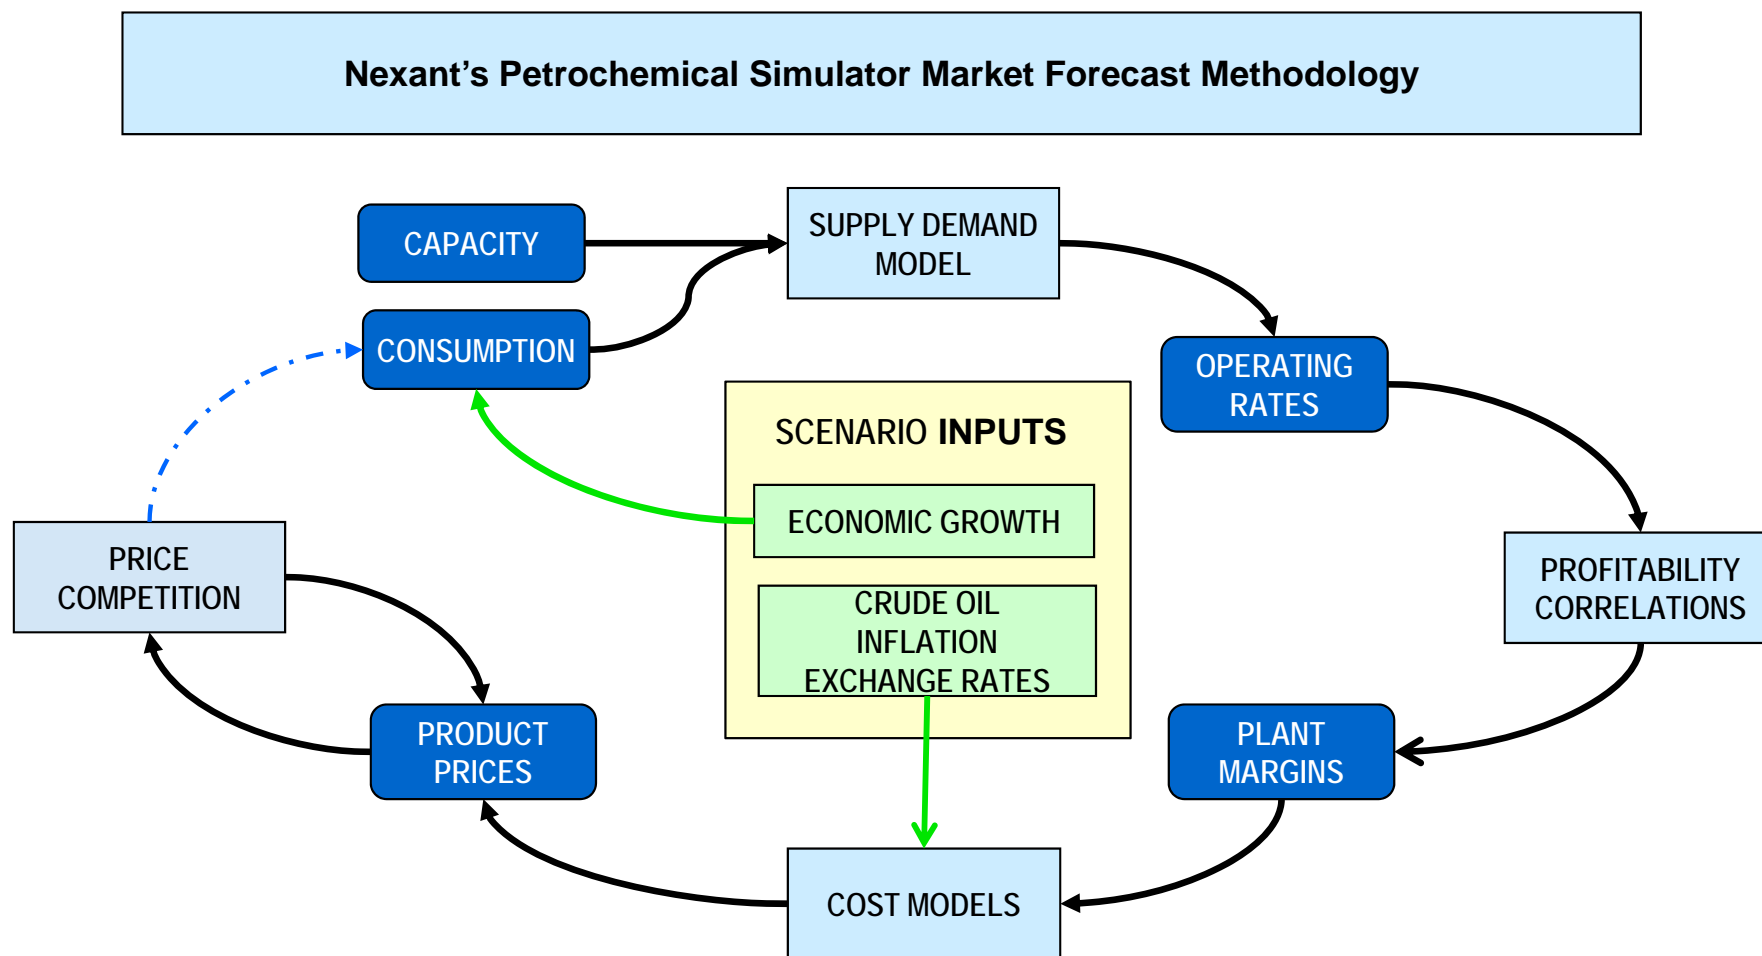 Nexant’s Petrochemical Simulator Market Forecast Methodology
CAPACITY
SUPPLY DEMAND
MODEL
CONSUMPTION
OPERATING
RATES
SCENARIO INPUTS
ECONOMIC GROWTH
PRICE
COMPETITION
PROFITABILITY
CORRELATIONS
CRUDE OIL
INFLATION
EXCHANGE RATES
PRODUCT
PRICES
PLANT
MARGINS
COST MODELS